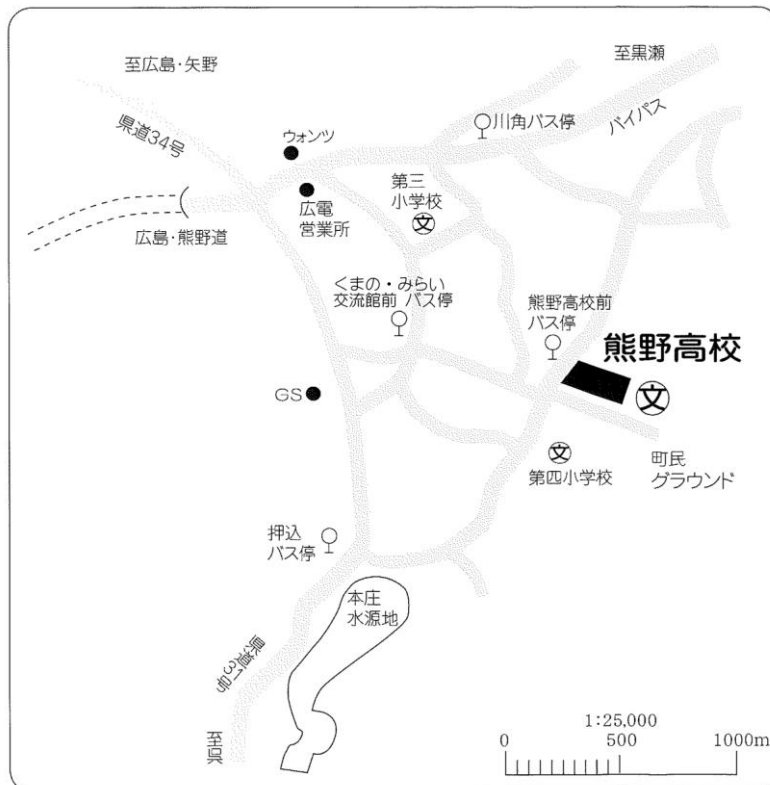 至広島・矢野
至黒瀬
県道34号
ウォンツ
川角バス停
バイパス
第三
小学校
文
広電
営業所
広島・熊野道
くまの・みらい
交流館前 バス停
熊野高校前
バス停
熊野高校
文
GS
文
第四小学校
町民
グラウンド
押込
バス停
本庄
水源地
県道31号
至呉
1:25,000
0 500 1000m